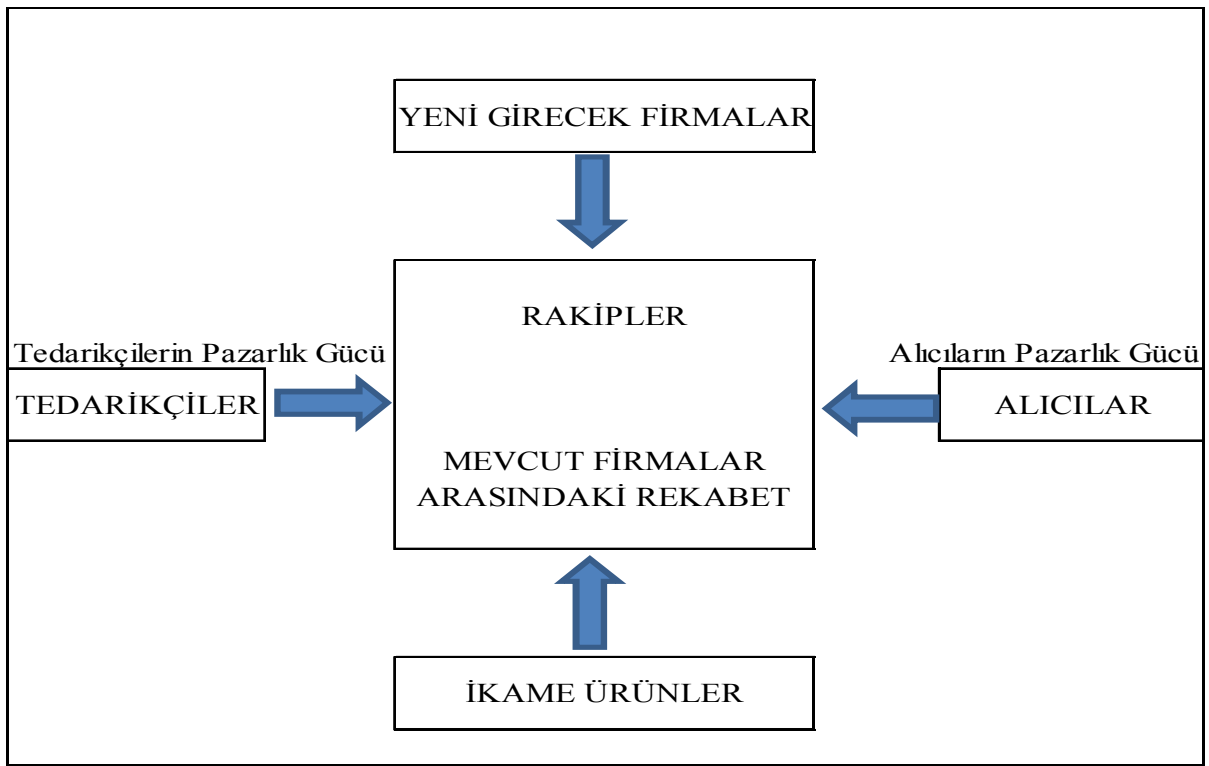 YENİ GİRECEK FİRMALAR
RAKİPLER
Tedarikçilerin Pazarlık Gücü
Alıcıların Pazarlık Gücü
TEDARİKÇİLER
ALICILAR
MEVCUT FİRMALAR
ARASINDAKİ REKABET
İKAME ÜRÜNLER